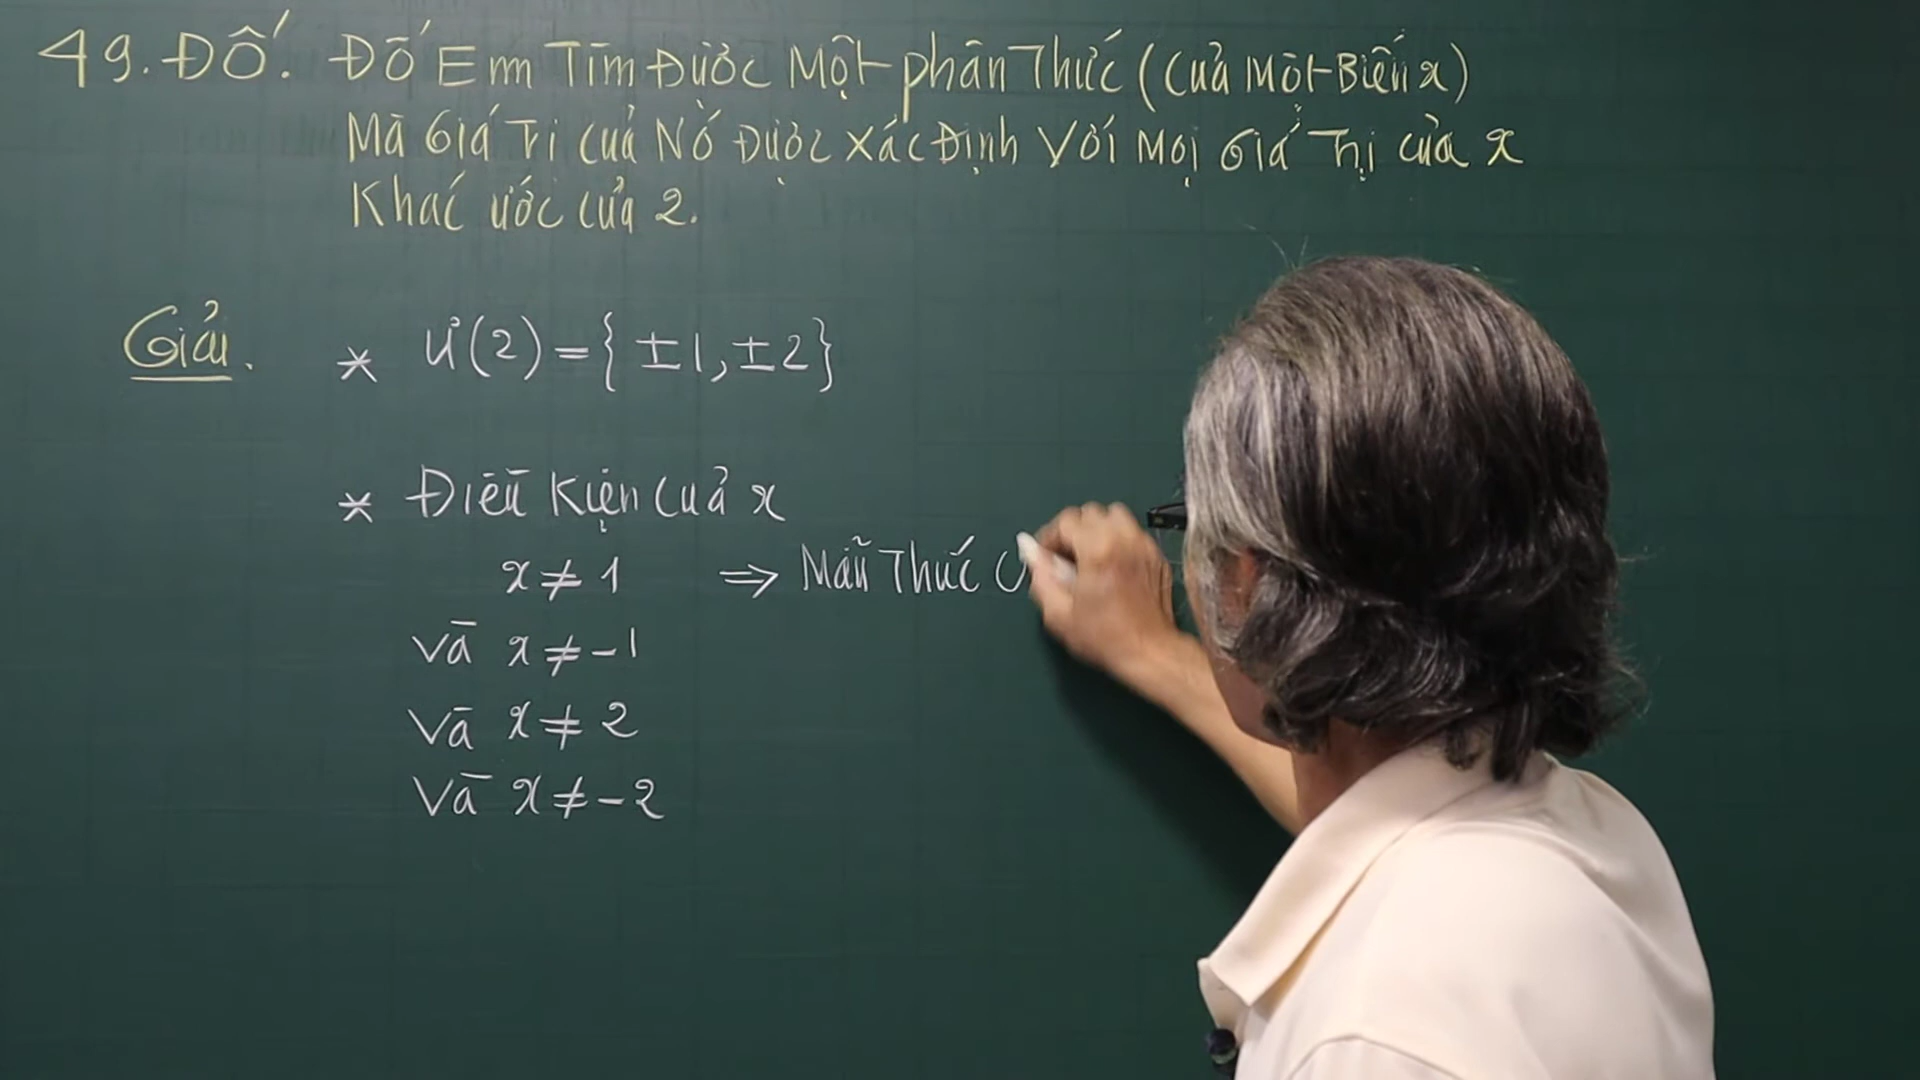 49. Đố. Đố Em Tìm Được Một phân Thức (Của Một Biến x)
Mà Giá Trị Của Nó Được Xác Định Với Mọi Giá Trị của x
Khác ước của 2.
Giải.
* Ư(2) = { ±1, ±2 }
* Điều Kiện Của x
x ≠ 1 ⇒ Mẫu Thức C
và x ≠ -1
và x ≠ 2
và x ≠ -2